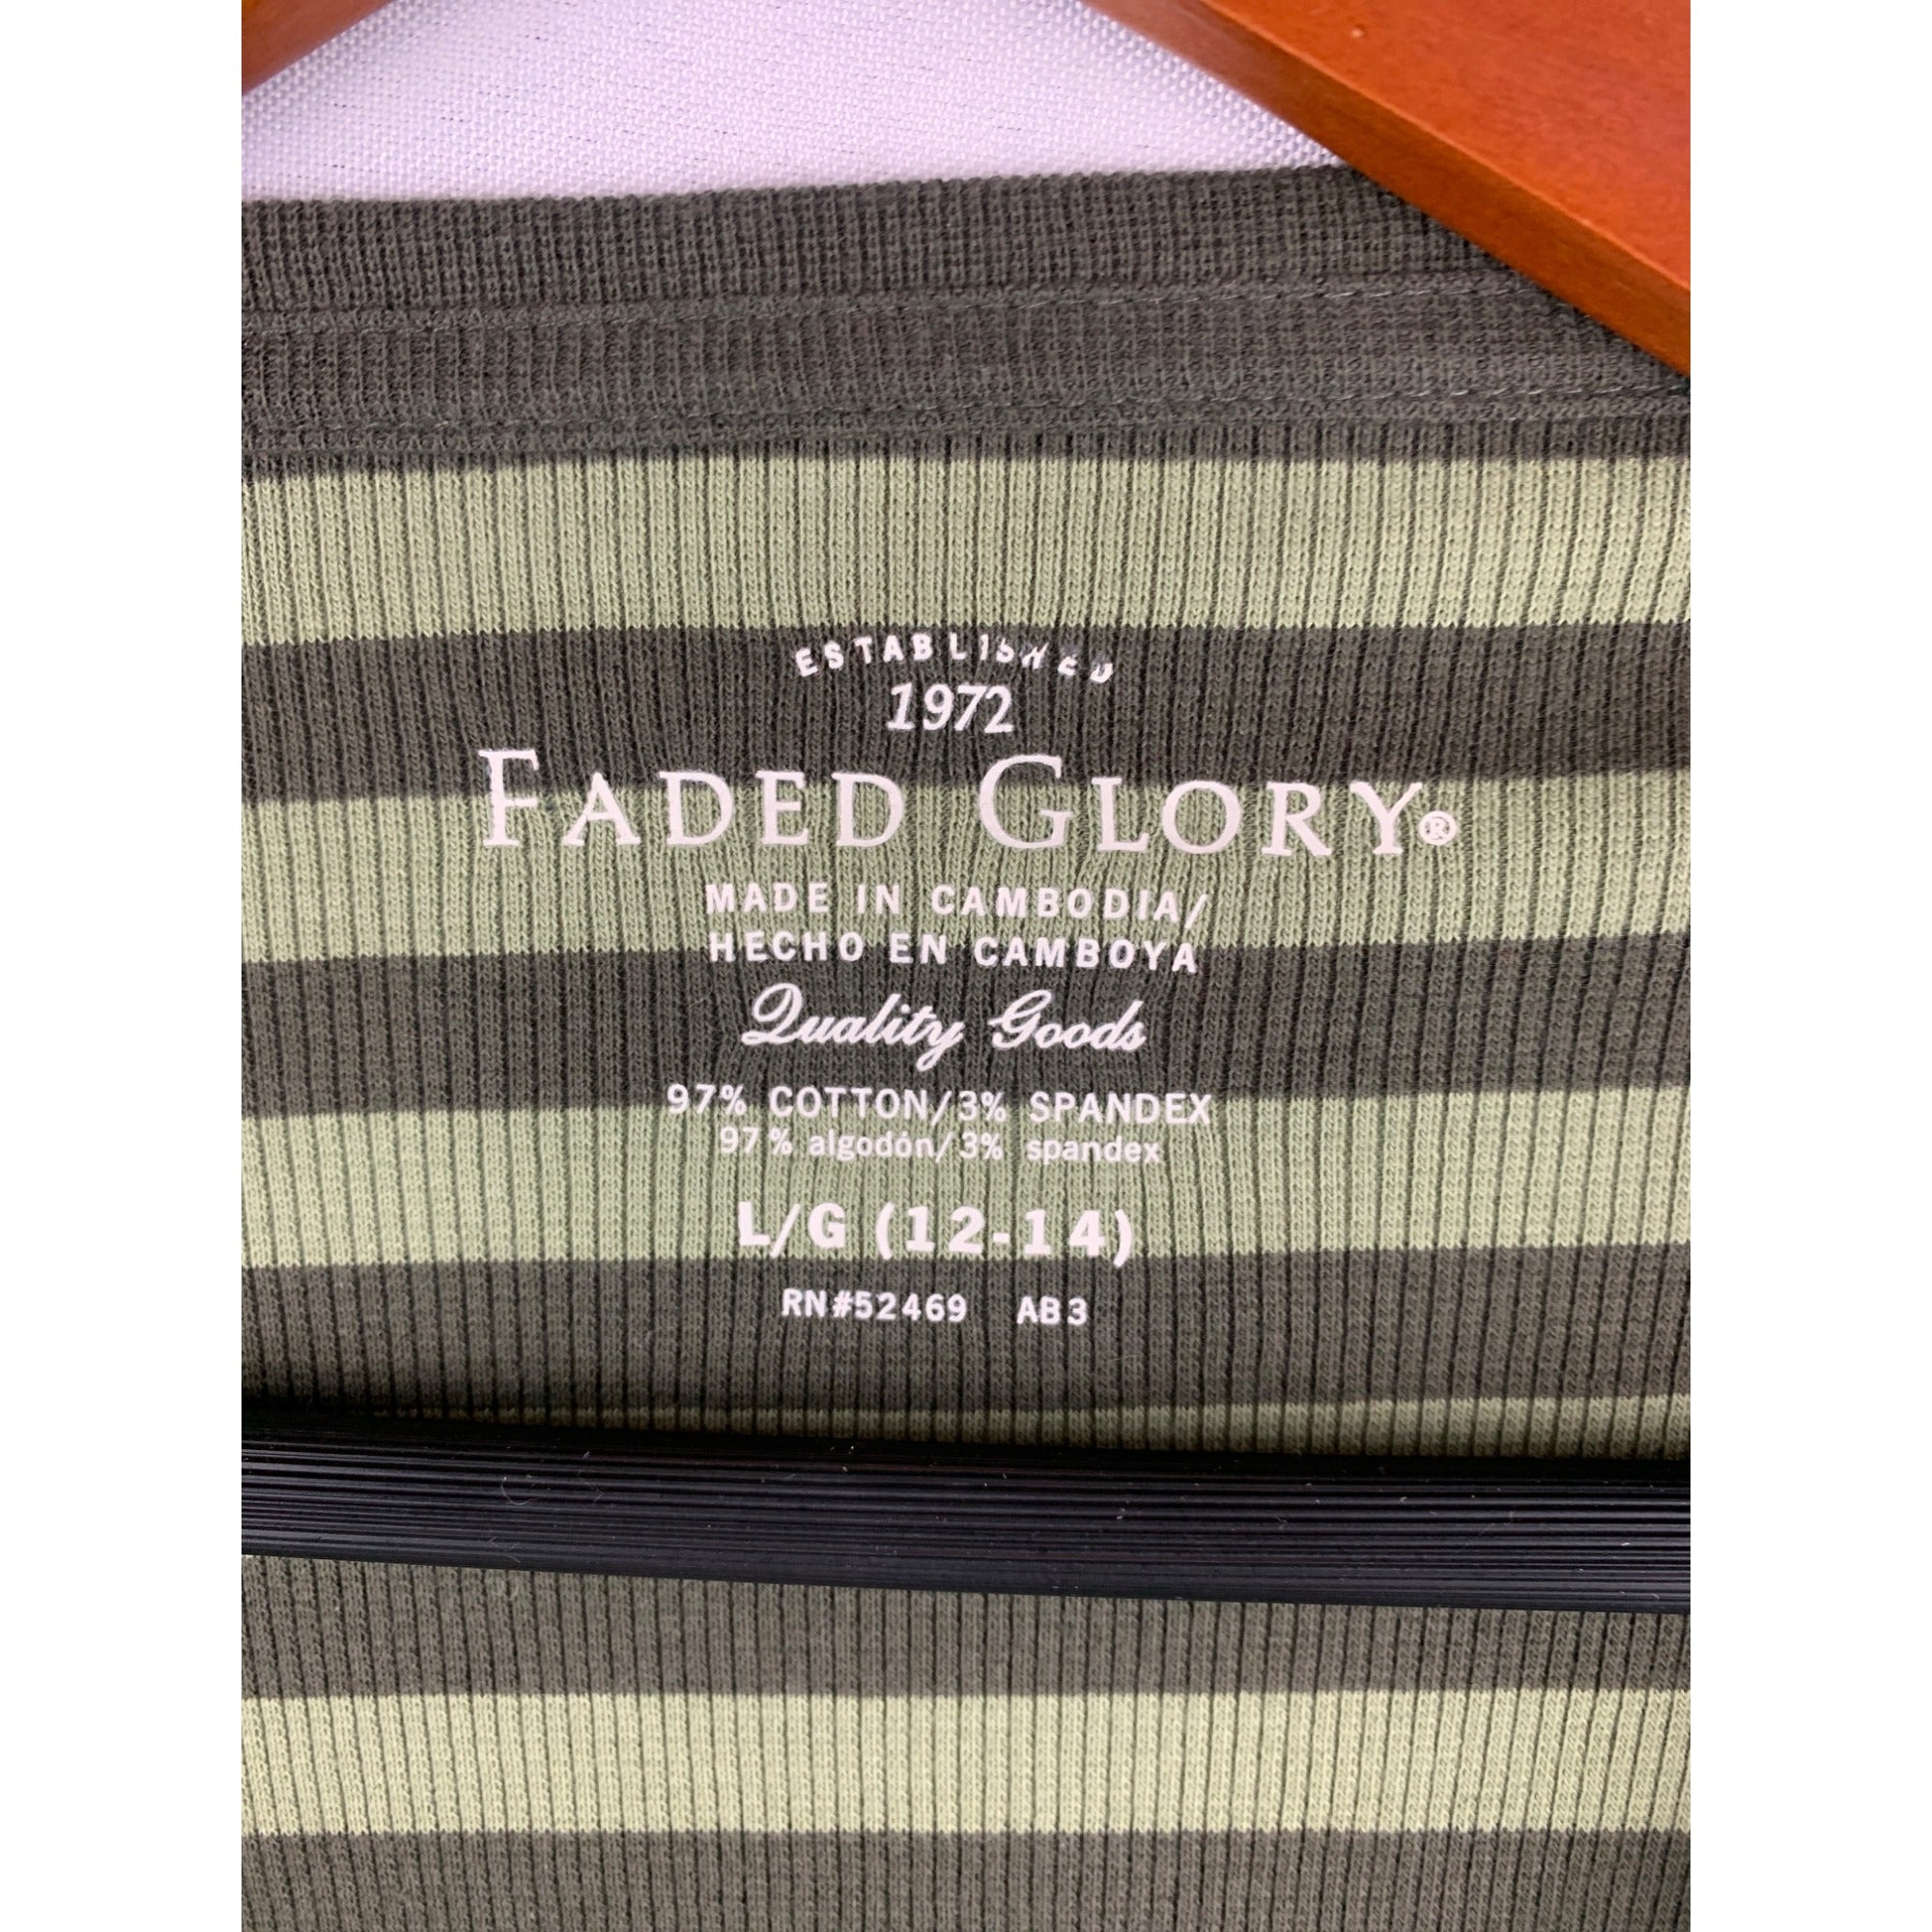 ESTABLISHED
1972
FADED GLORY®
MADE IN CAMBODIA/
HECHO EN CAMBOYA
Quality Goods
97% COTTON/3% SPANDEX
97% algodón/3% spandex
L/G (12-14)
RN#52469 AB3